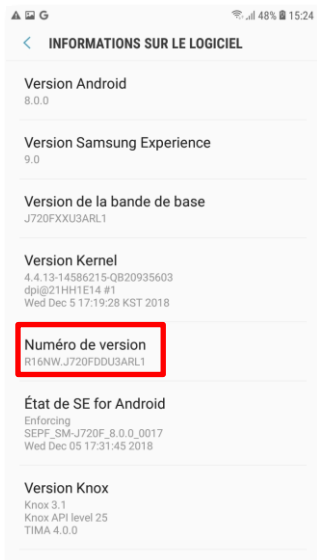 G 48% 15:24
INFORMATIONS SUR LE LOGICIEL
Version Android
8.0.0
Version Samsung Experience
9.0
Version de la bande de base
J720FXXU3ARL1
Version Kernel
4.4.13-14586215-QB20935603
dpi@21HH1E14 #1
Wed Dec 5 17:19:28 KST 2018
Numéro de version
R16NW.J720FDDU3ARL1
État de SE for Android
Enforcing
SEPF_SM-J720F_8.0.0_0017
Wed Dec 05 17:31:45 2018
Version Knox
Knox 3.1
Knox API level 25
TIMA 4.0.0